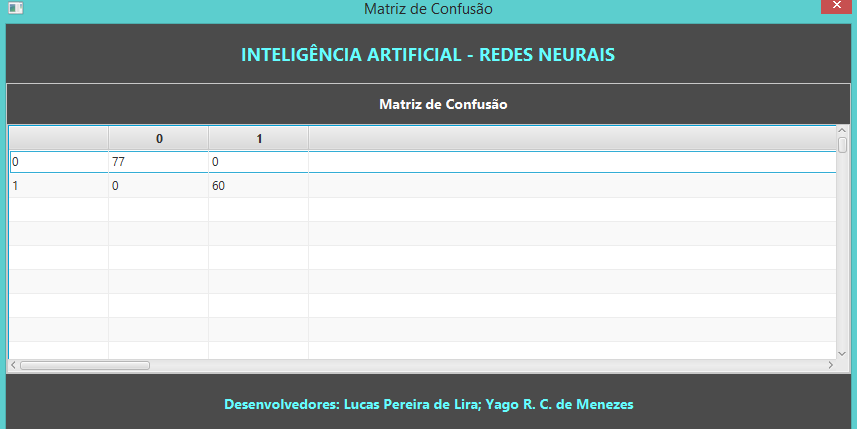 Matriz de Confusão
INTELIGÊNCIA ARTIFICIAL - REDES NEURAIS
Matriz de Confusão
0 1
0 77 0
1 0 60
Desenvolvedores: Lucas Pereira de Lira; Yago R. C. de Menezes